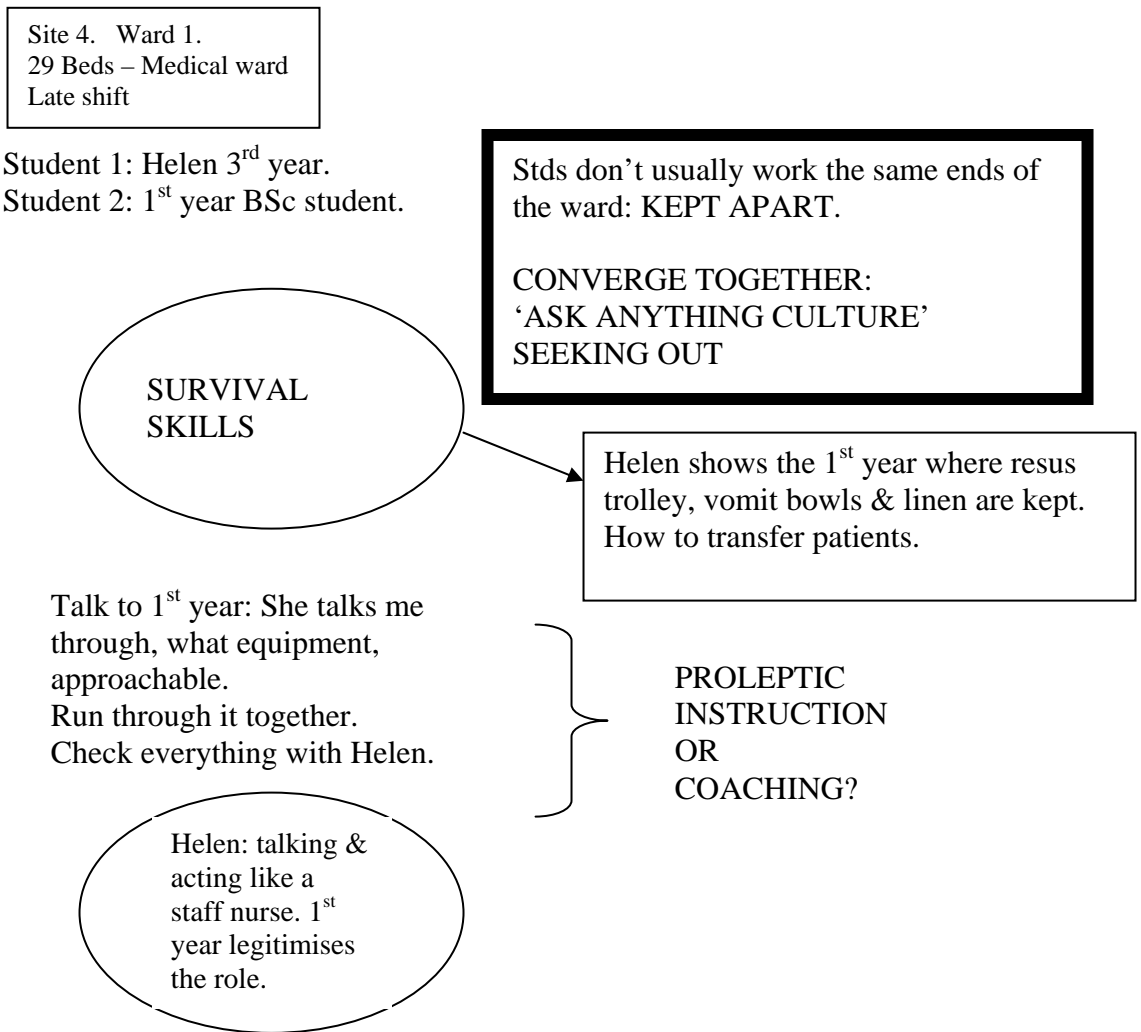 Site 4. Ward 1.
29 Beds – Medical ward
Late shift
Student 1: Helen 3rd year.
Student 2: 1st year BSc student.
Stds don't usually work the same ends of
the ward: KEPT APART.
CONVERGE TOGETHER:
'ASK ANYTHING CULTURE'
SEEKING OUT
SURVIVAL
SKILLS
Helen shows the 1st year where resus
trolley, vomit bowls & linen are kept.
How to transfer patients.
Talk to 1st year: She talks me
through, what equipment,
approachable.
Run through it together.
Check everything with Helen.
PROLEPTIC
INSTRUCTION
OR
COACHING?
Helen: talking &
acting like a
staff nurse. 1st
year legitimises
the role.